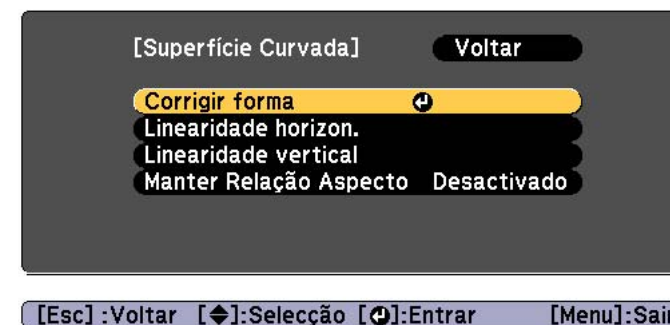 [Superfície Curvada] Voltar
Corrigir forma
Linearidade horizon.
Linearidade vertical
Manter Relação Aspecto Desactivado
[Esc] :Voltar [◆]:Selecção [↵]:Entrar [Menu]:Sair